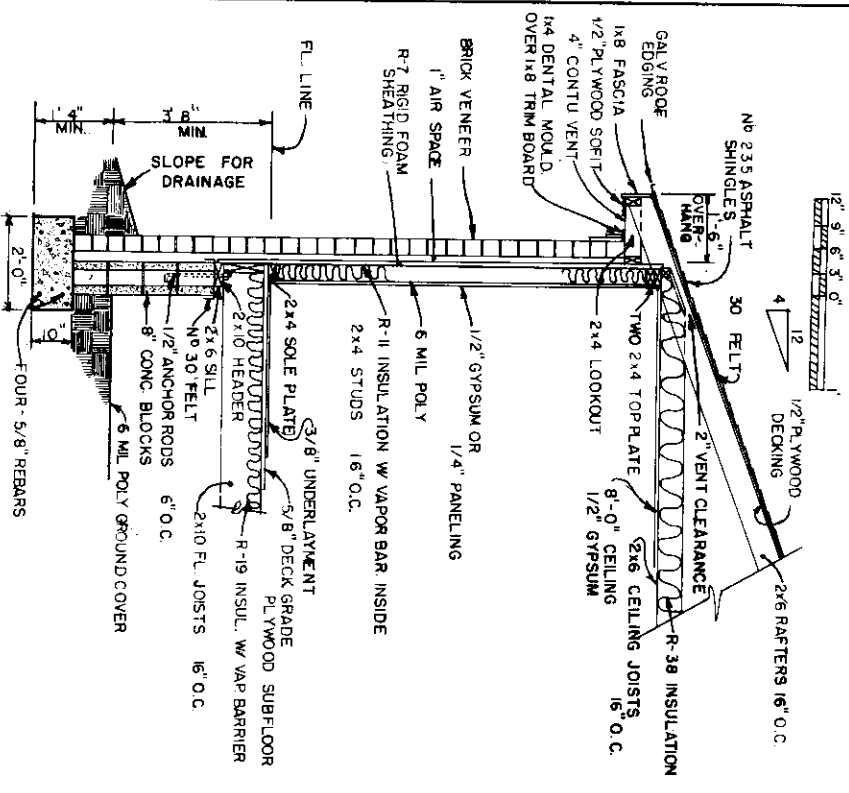 12" 9" 6" 3" 0"
1'
12
4
1/2" PLYWOOD
DECKING
2x6 RAFTERS 16" O.C.
30 FELT
2" VENT CLEARANCE
R-38 INSULATION
2x6 CEILING JOISTS
16" O.C.
8'-0" CEILING
1/2" GYPSUM
TWO 2x4 TOP PLATE
2x4 LOOKOUT
Nº 235 ASPHALT
SHINGLES
1'-6"
OVER-
HANG
GALV ROOF
EDGING
1x8 FASCIA
1/2" PLYWOOD SOFIT
4" CONTU VENT
1x4 DENTAL MOULD.
OVER 1x8 TRIM BOARD
BRICK VENEER
1" AIR SPACE
R-7 RIGID FOAM
SHEATHING
1/2" GYPSUM OR
1/4" PANELING
6 MIL POLY
2x4 STUDS 16" O.C.
R-11 INSULATION W VAPOR BAR. INSIDE
2x4 SOLE PLATE
FL. LINE
3/8" UNDERLAYMENT
5/8" DECK GRADE
PLYWOOD SUBFLOOR
R-19 INSUL. W/ VAP. BARRIER
2x10 FL. JOISTS 16" O.C.
2x10 HEADER
Nº 30 FELT
2x6 SILL
1/2" ANCHOR RODS 6" O.C.
8" CONC. BLOCKS
6 MIL POLY GROUND COVER
FOUR - 5/8" REBARS
SLOPE FOR
DRAINAGE
3' 8"
MIN.
1' 4"
MIN.
2'-0"
10"